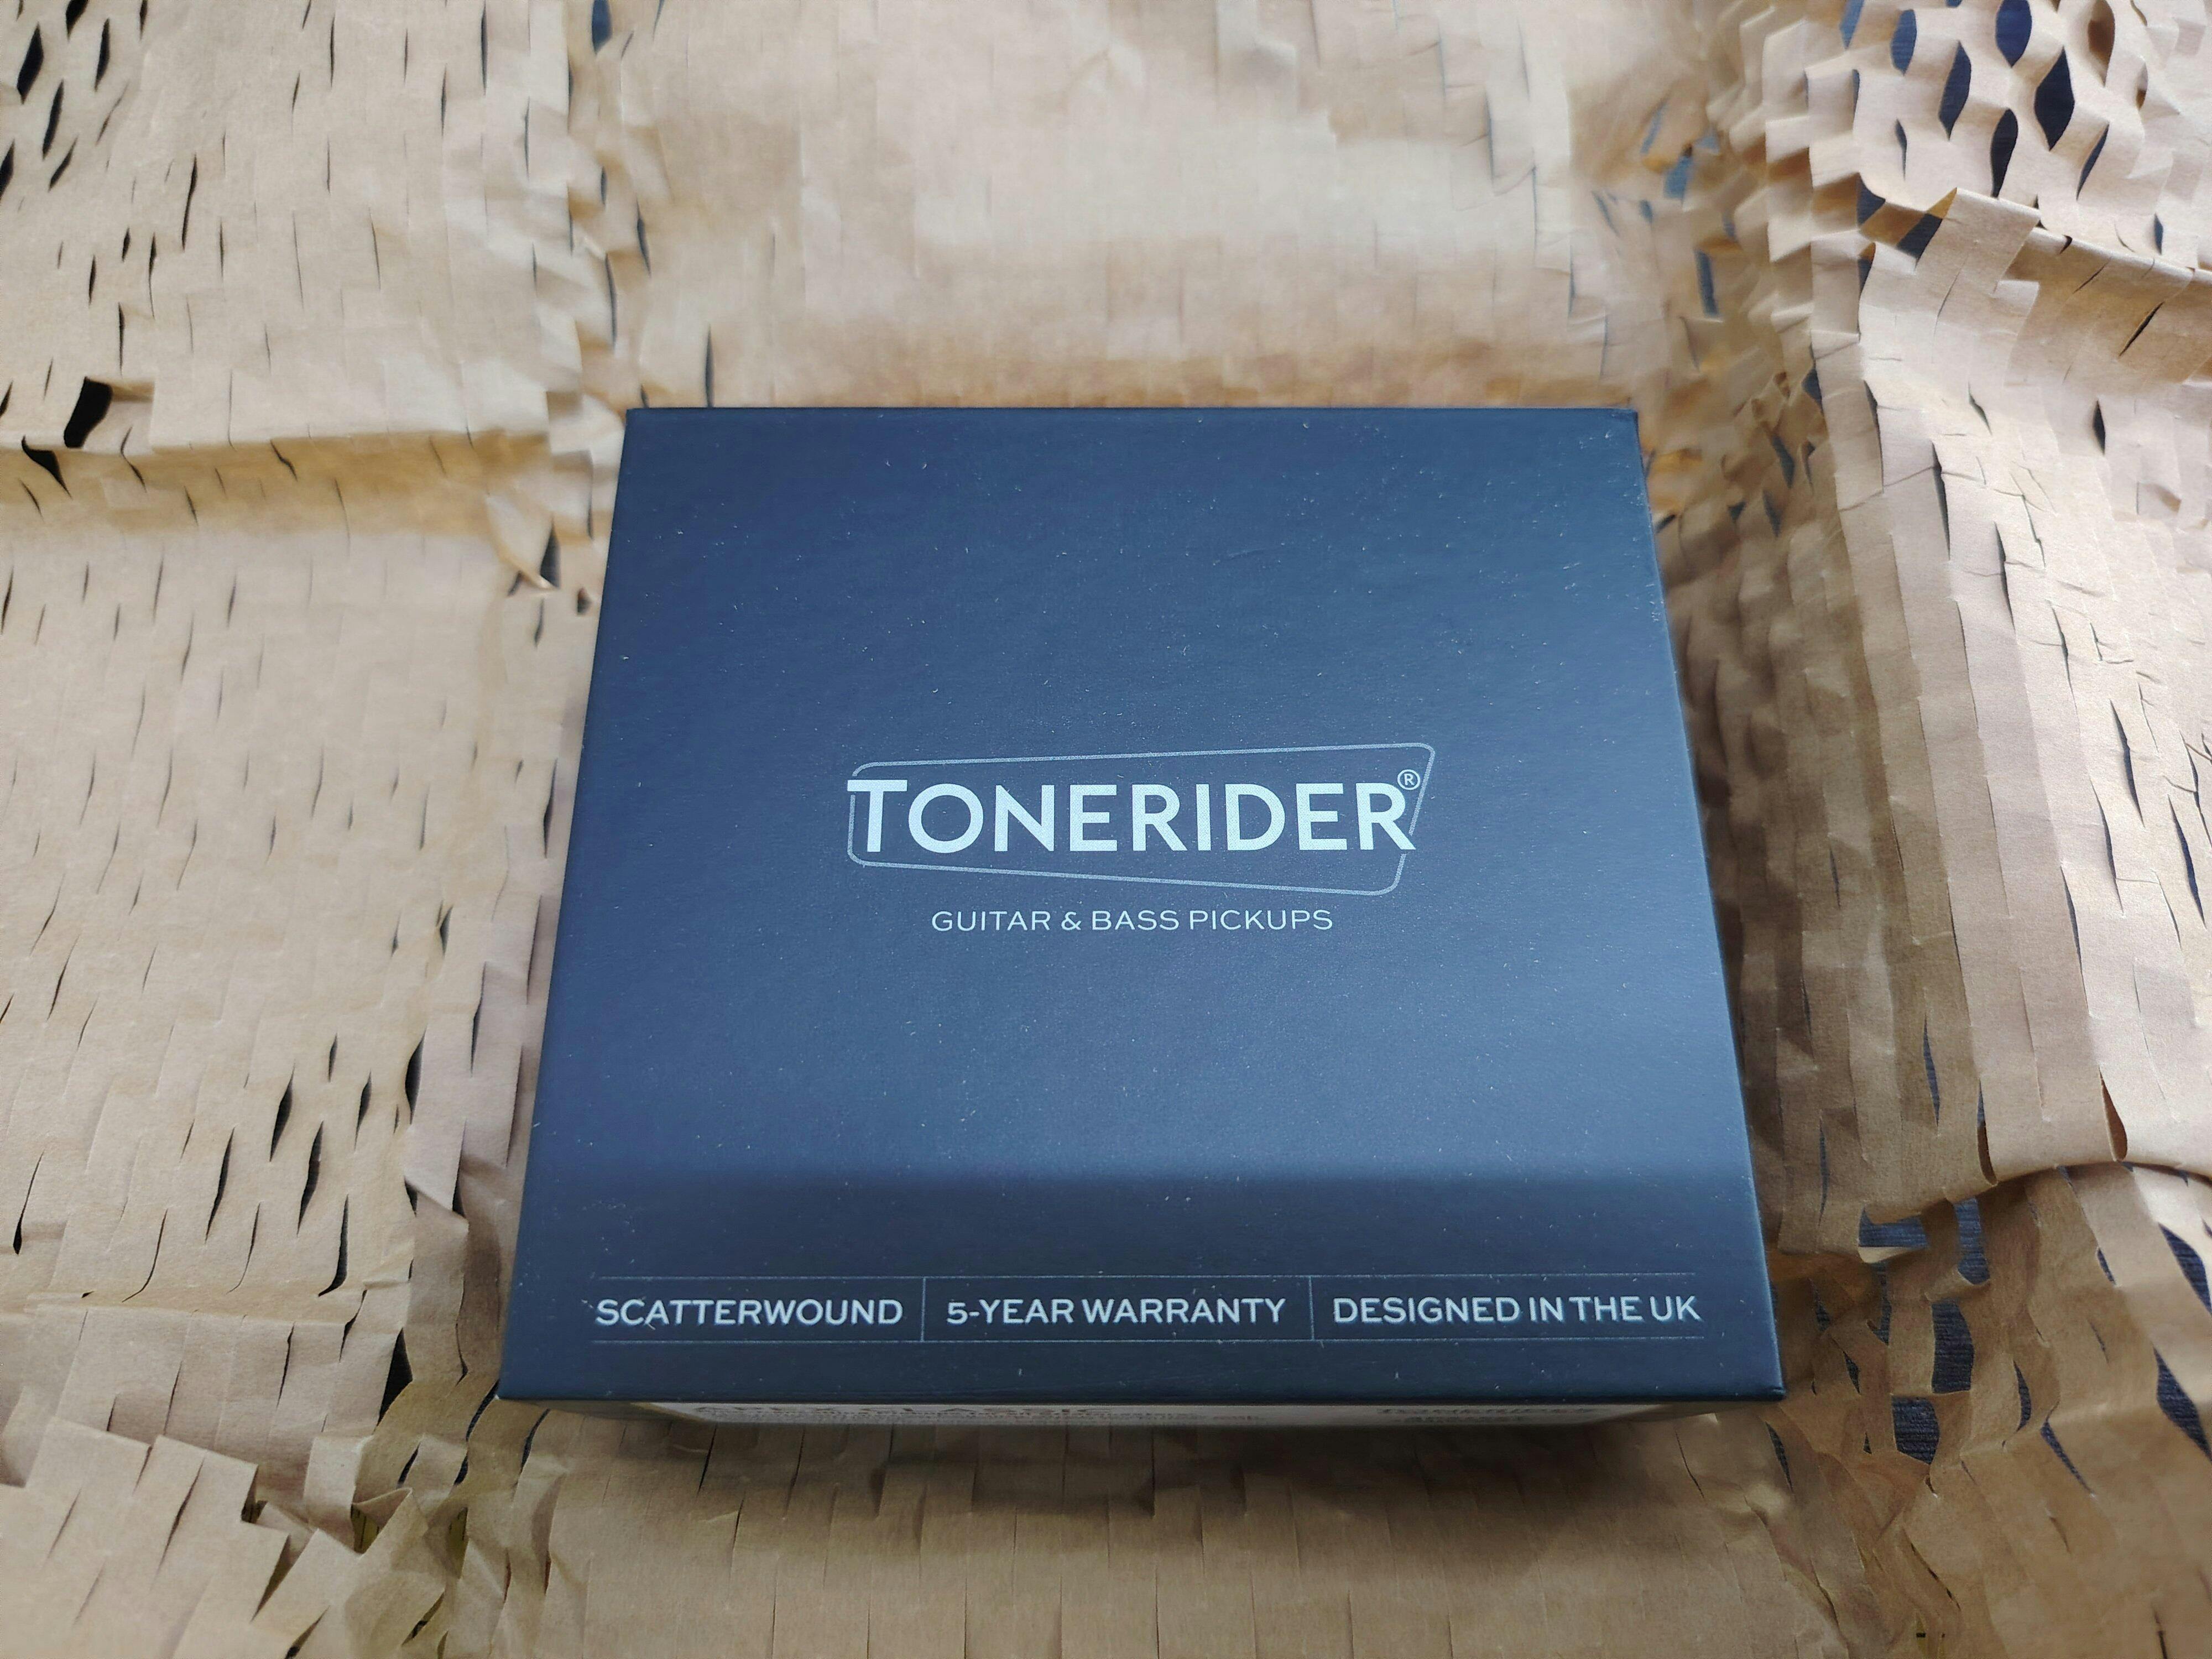 TONERIDER®
GUITAR & BASS PICKUPS
SCATTERWOUND
5-YEAR WARRANTY
DESIGNED IN THE UK